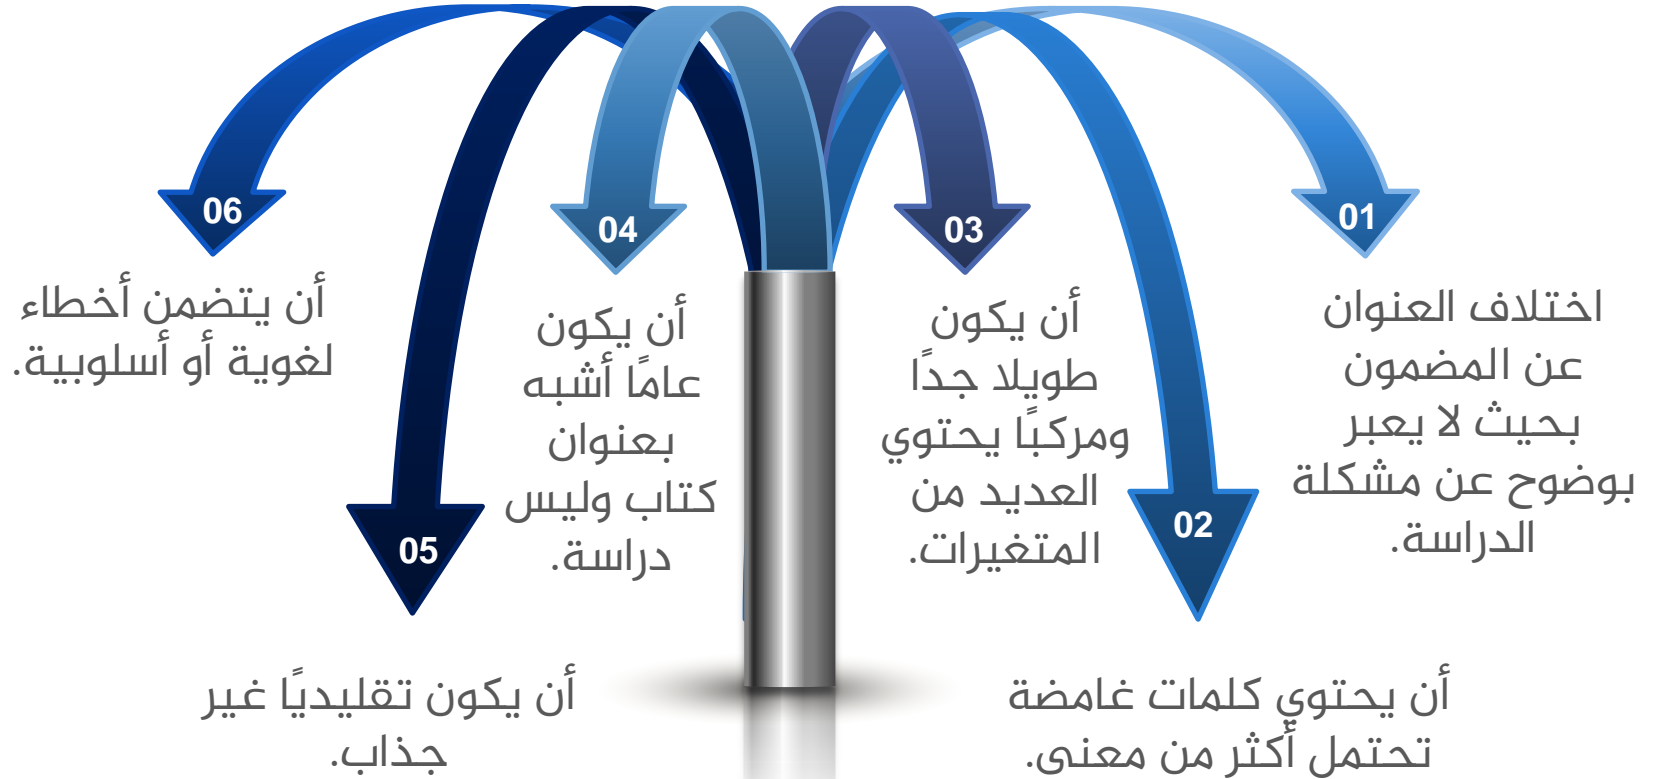 01
اختلاف العنوان
عن المضمون
بحيث لا يعبر
بوضوح عن مشكلة
الدراسة.
02
أن يحتوي كلمات غامضة
تحتمل أكثر من معنى.
03
أن يكون
طويلا جدًا
ومركبًا يحتوي
العديد من
المتغيرات.
04
أن يكون
عامًا أشبه
بعنوان
كتاب وليس
دراسة.
05
أن يكون تقليديًا غير
جذاب.
06
أن يتضمن أخطاء
لغوية أو أسلوبية.